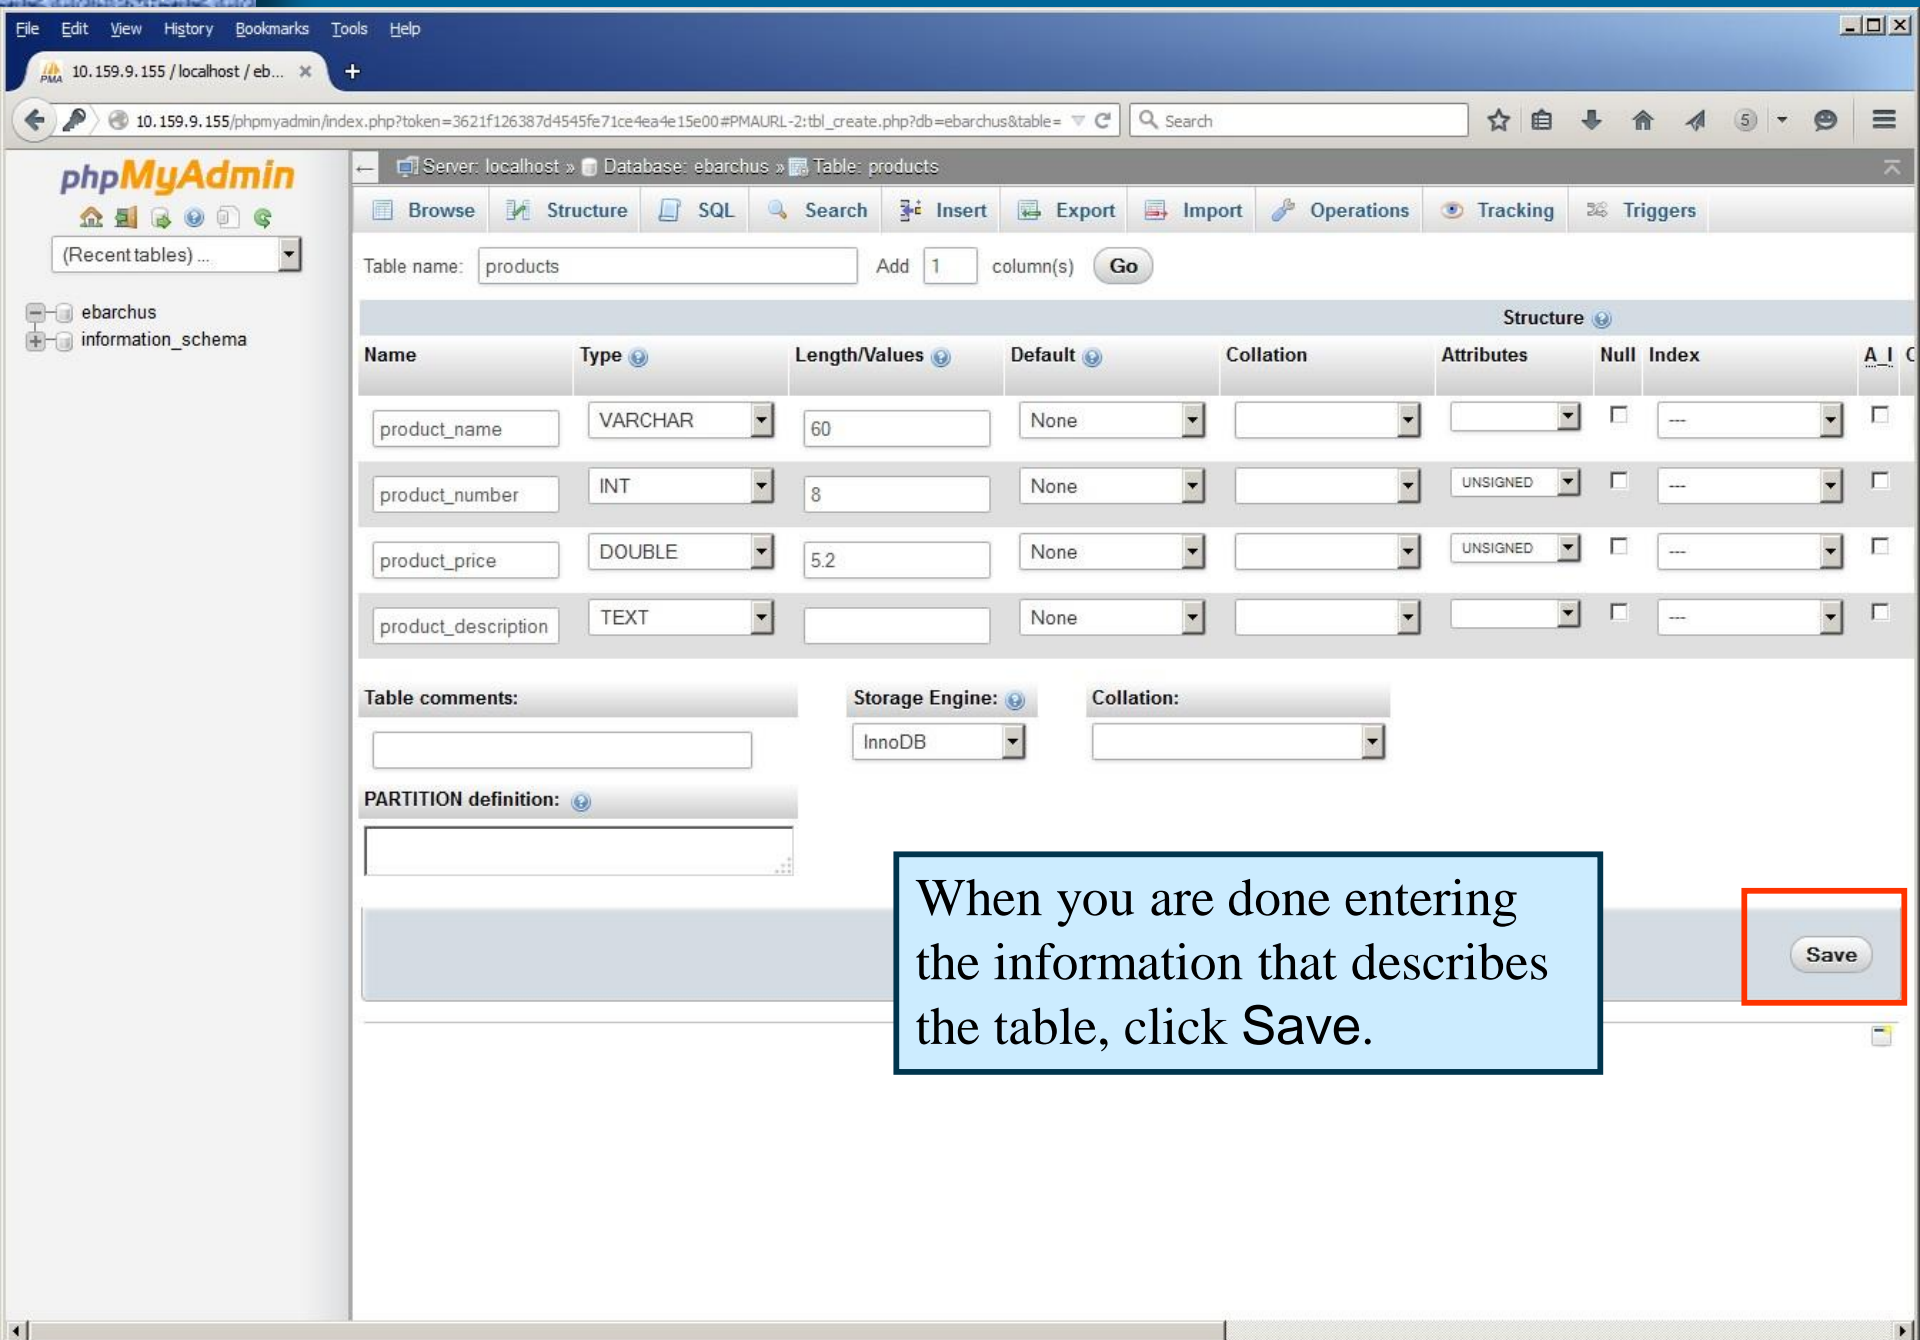 File Edit View History Bookmarks Tools Help
PMA 10.159.9.155 / localhost / eb...
10.159.9.155/phpmyadmin/index.php?token=3621f126387d4545fe71ce4ea4e15e00#PMAURL-2:tbl_create.php?db=ebarchus&table= Search 5
phpMyAdmin
Server: localhost » Database: ebarchus » Table: products
Browse Structure SQL Search Insert Export Import Operations Tracking Triggers
(Recent tables) ...
Table name: products Add 1 column(s) Go
ebarchus
information_schema
Structure
Name Type Length/Values Default Collation Attributes Null Index A_I C
product_name VARCHAR 60 None ---
product_number INT 8 None UNSIGNED ---
product_price DOUBLE 5.2 None UNSIGNED ---
product_description TEXT None ---
Table comments: Storage Engine: Collation:
InnoDB
PARTITION definition:
When you are done entering
the information that describes
the table, click Save.
Save